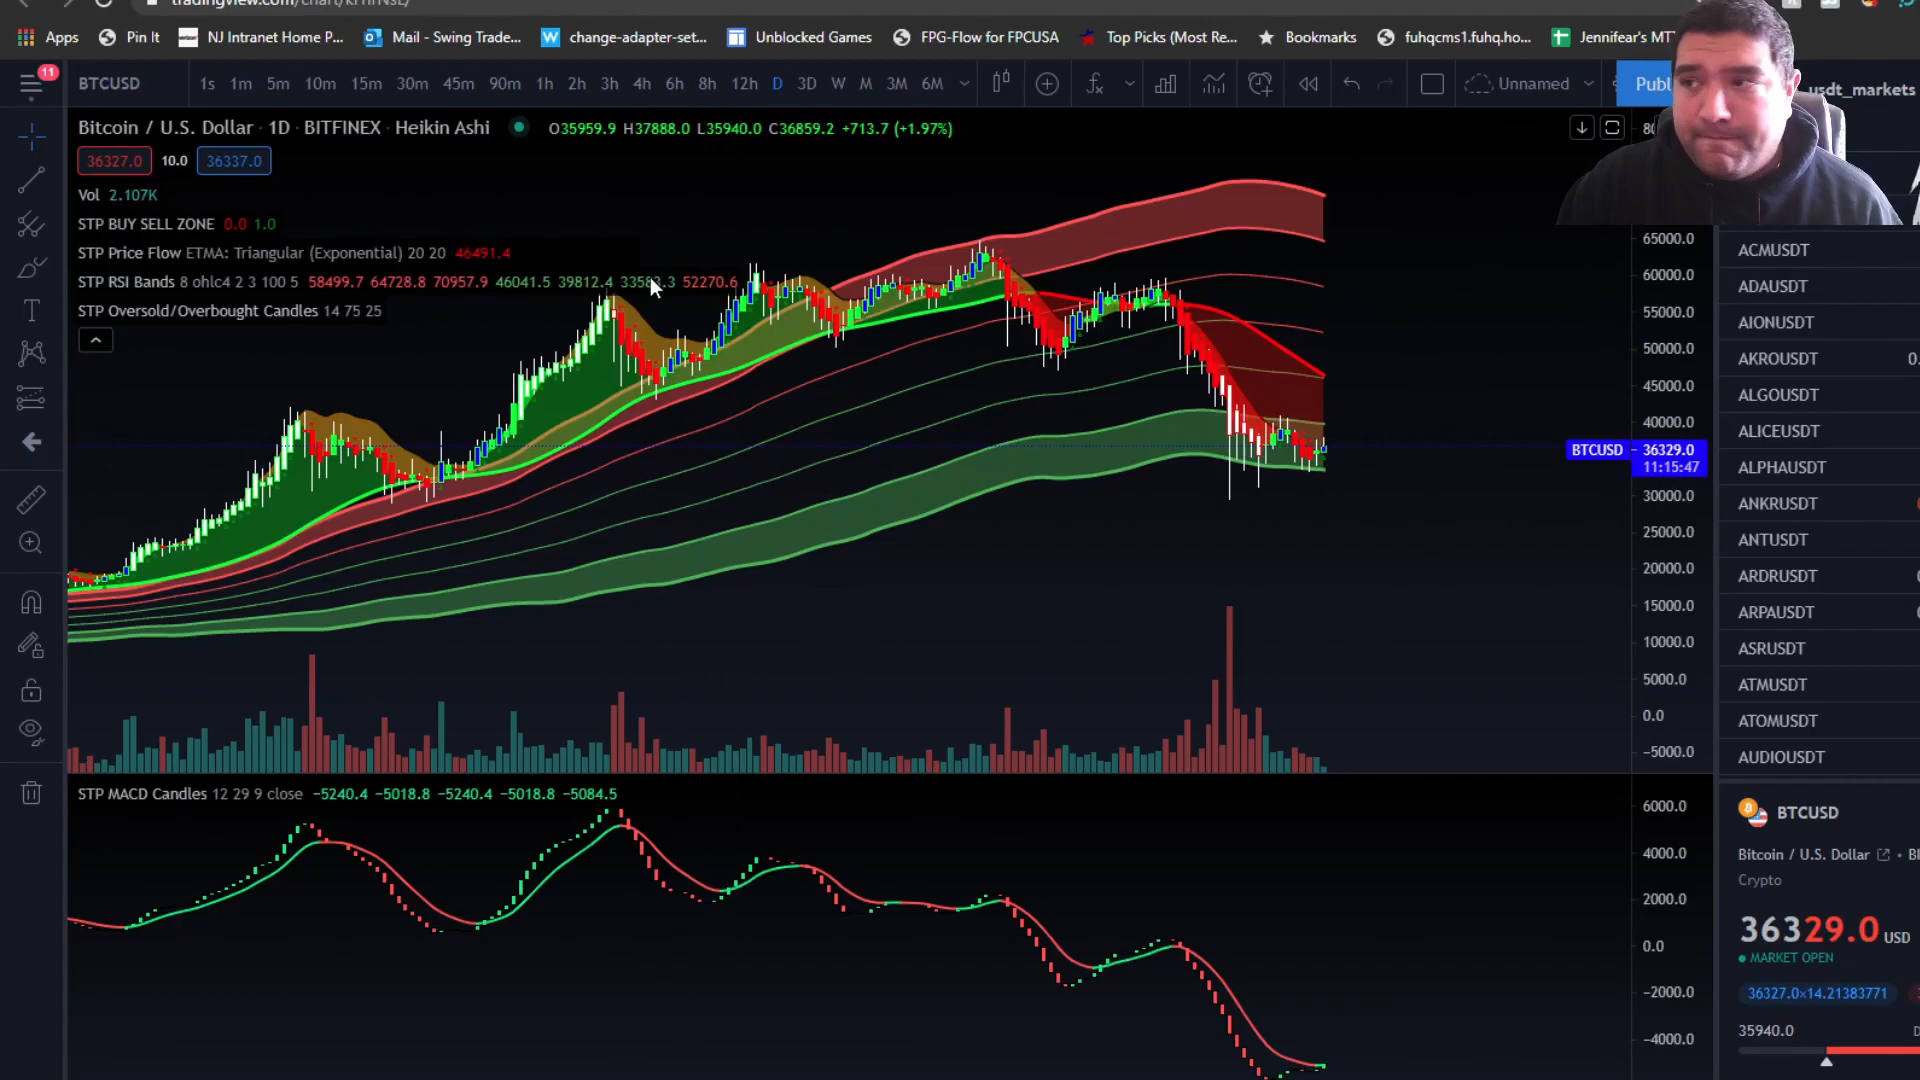 Apps Pin It NJ Intranet Home P... Mail - Swing Trade... change-adapter-set... Unblocked Games FPG-Flow for FPCUSA Top Picks (Most Re... Bookmarks fuhqcms1.fuhq.ho... Jennifear's MT
11
BTCUSD 1s 1m 5m 10m 15m 30m 45m 90m 1h 2h 3h 4h 6h 8h 12h D 3D W M 3M 6M Unnamed Publ usdt_markets
Bitcoin / U.S. Dollar · 1D · BITFINEX · Heikin Ashi O35959.9 H37888.0 L35940.0 C36859.2 +713.7 (+1.97%)
36327.0 10.0 36337.0
Vol 2.107K
STP BUY SELL ZONE 0.0 1.0
STP Price Flow ETMA: Triangular (Exponential) 20 20 46491.4
STP RSI Bands 8 ohlc4 2 3 100 5 58499.7 64728.8 70957.9 46041.5 39812.4 52270.6
STP Oversold/Overbought Candles 14 75 25
65000.0
60000.0
55000.0
50000.0
45000.0
40000.0
BTCUSD 36329.0
11:15:47
30000.0
25000.0
20000.0
15000.0
10000.0
5000.0
0.0
−5000.0
STP MACD Candles 12 29 9 close −5240.4 −5018.8 −5240.4 −5018.8 −5084.5
6000.0
4000.0
2000.0
0.0
−2000.0
−4000.0
ACMUSDT
ADAUSDT
AIONUSDT
AKROUSDT 0.
ALGOUSDT
ALICEUSDT
ALPHAUSDT
ANKRUSDT
ANTUSDT
ARDRUSDT
ARPAUSDT
ASRUSDT
ATMUSDT
ATOMUSDT
AUDIOUSDT
BTCUSD
Bitcoin / U.S. Dollar
Crypto
36329.0 USD
MARKET OPEN
36327.0×14.21383771
35940.0